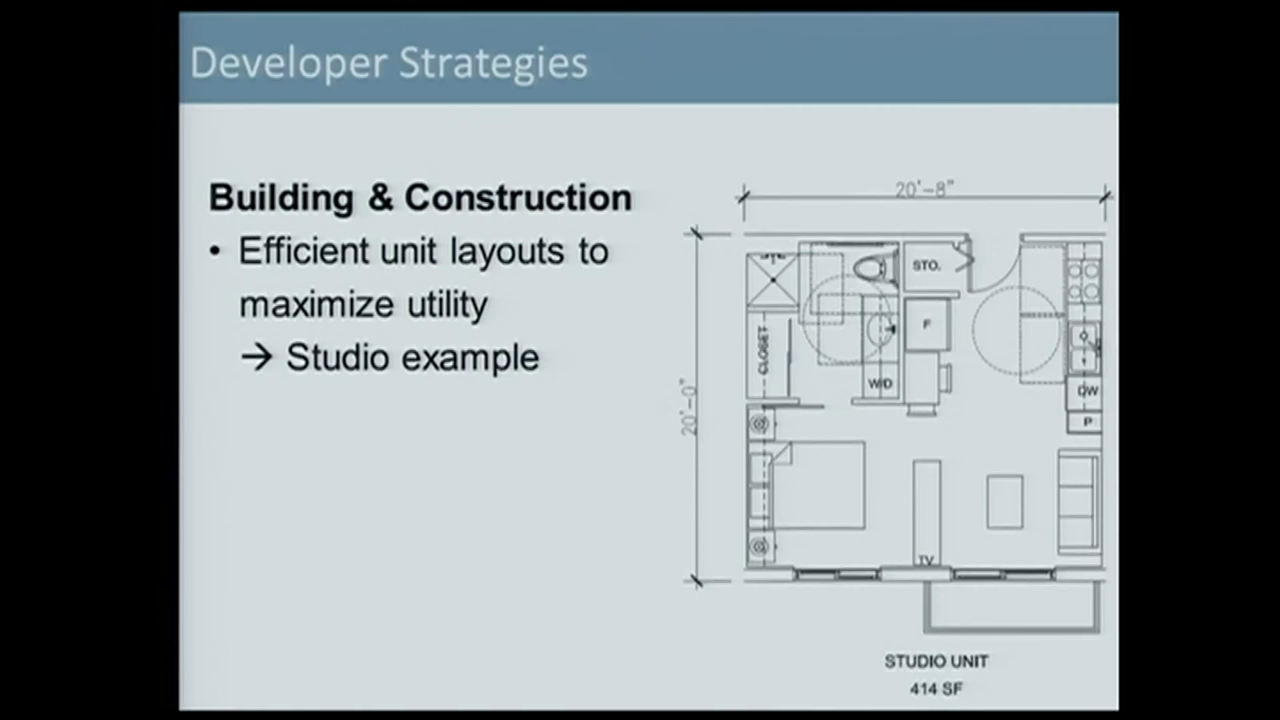 Developer Strategies
Building & Construction
• Efficient unit layouts to
maximize utility
→ Studio example
20'-8"
20'-0"
STO.
F
CLOSET
W/D
DW
P
TV
STUDIO UNIT
414 SF